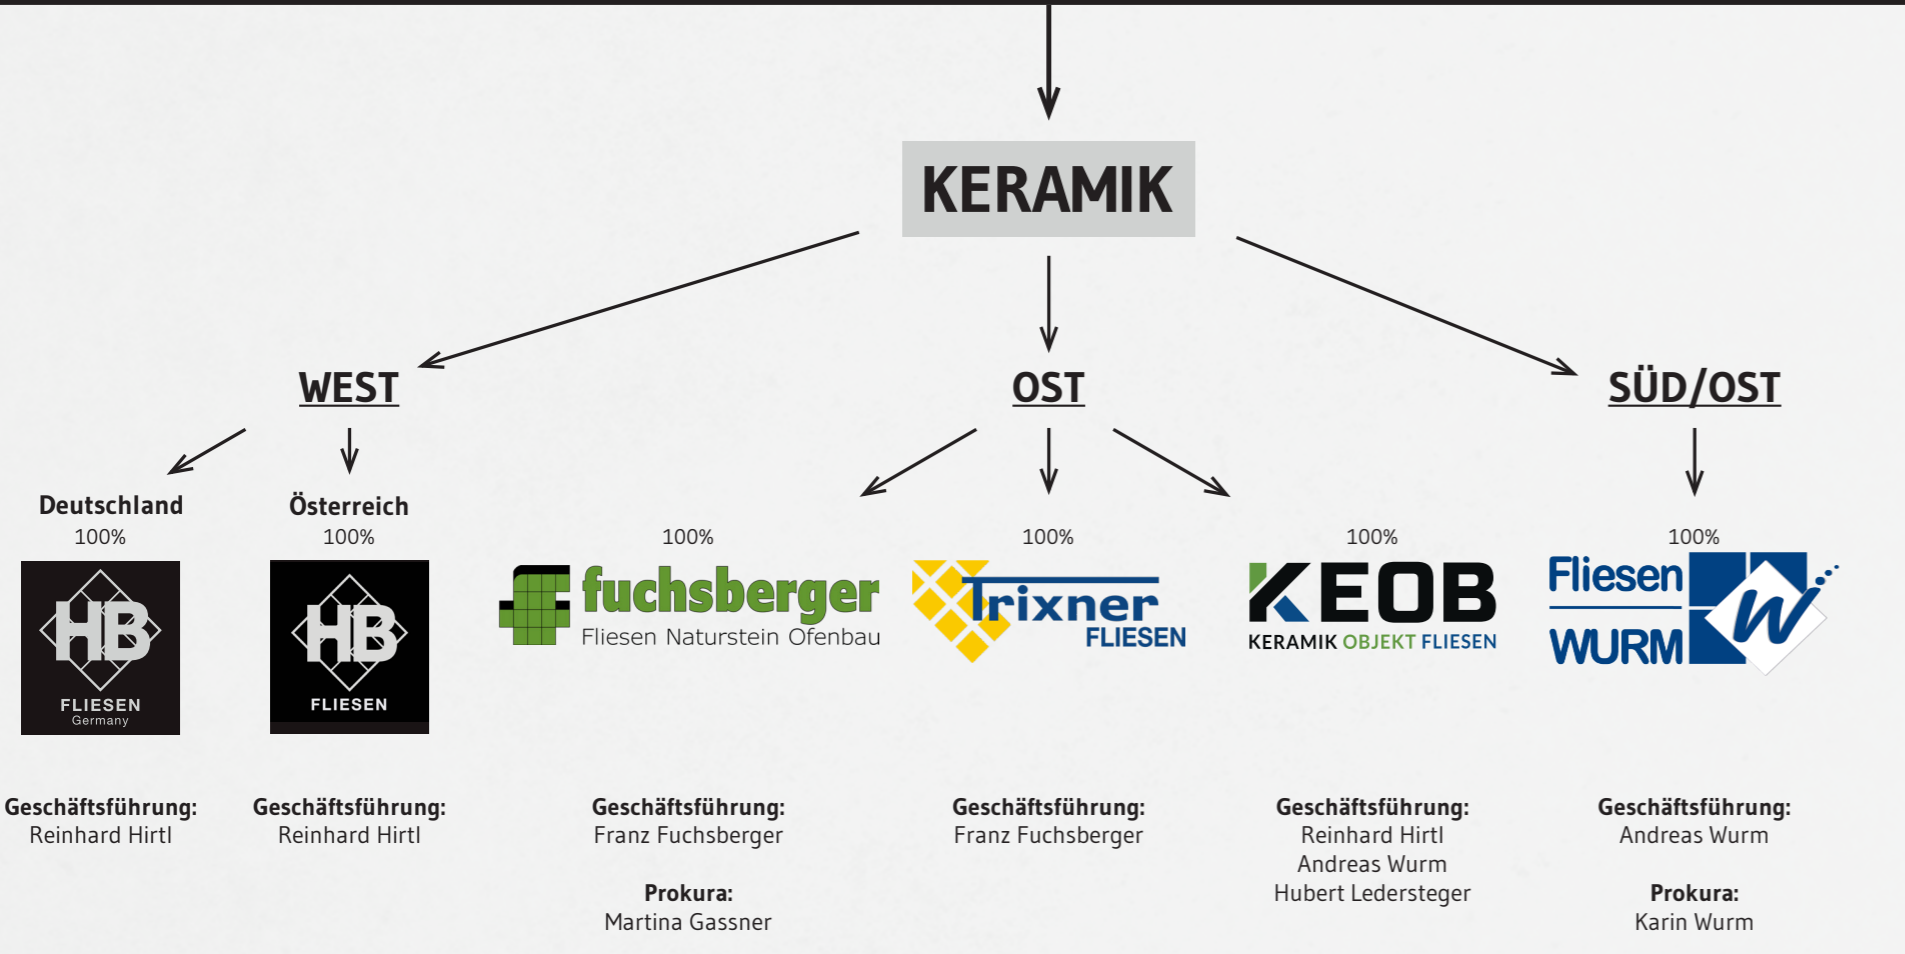 KERAMIK
WEST
OST
SÜD/OST
Deutschland
100%
HB
FLIESEN
Germany
Geschäftsführung:
Reinhard Hirtl
Österreich
100%
HB
FLIESEN
Geschäftsführung:
Reinhard Hirtl
100%
fuchsberger
Fliesen Naturstein Ofenbau
Geschäftsführung:
Franz Fuchsberger
Prokura:
Martina Gassner
100%
Trixner
FLIESEN
Geschäftsführung:
Franz Fuchsberger
100%
KEOB
KERAMIK OBJEKT FLIESEN
Geschäftsführung:
Reinhard Hirtl
Andreas Wurm
Hubert Ledersteger
100%
Fliesen
WURM
W
Geschäftsführung:
Andreas Wurm
Prokura:
Karin Wurm